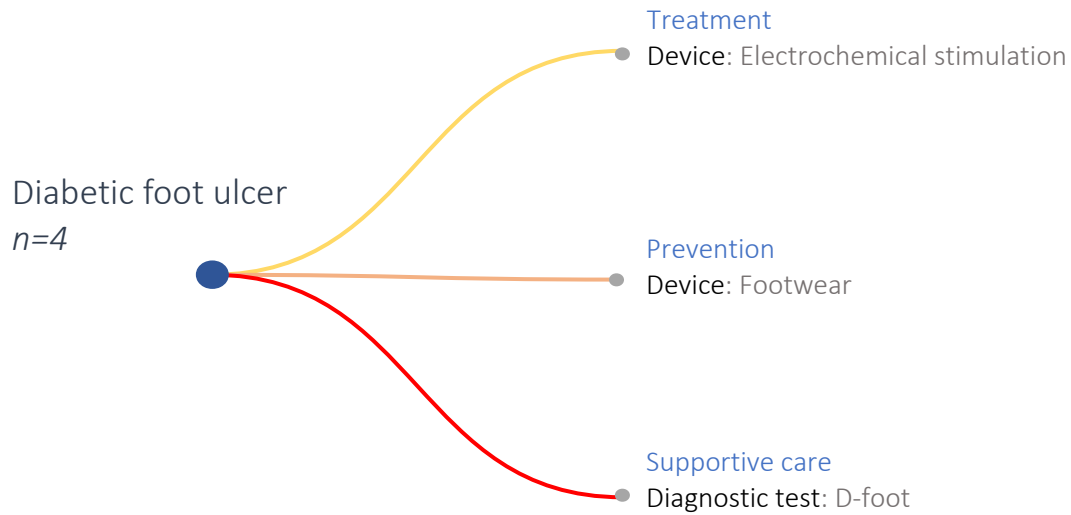 Diabetic foot ulcer
n=4
Treatment
Device: Electrochemical stimulation
Prevention
Device: Footwear
Supportive care
Diagnostic test: D-foot